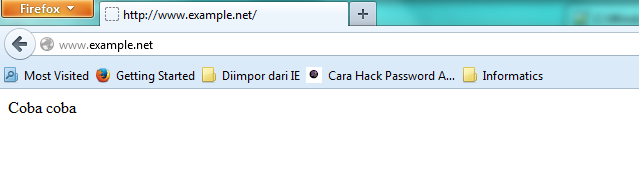 Firefox
http://www.example.net/
www.example.net
Most Visited Getting Started Diimpor dari IE Cara Hack Password A... Informatics
Coba coba